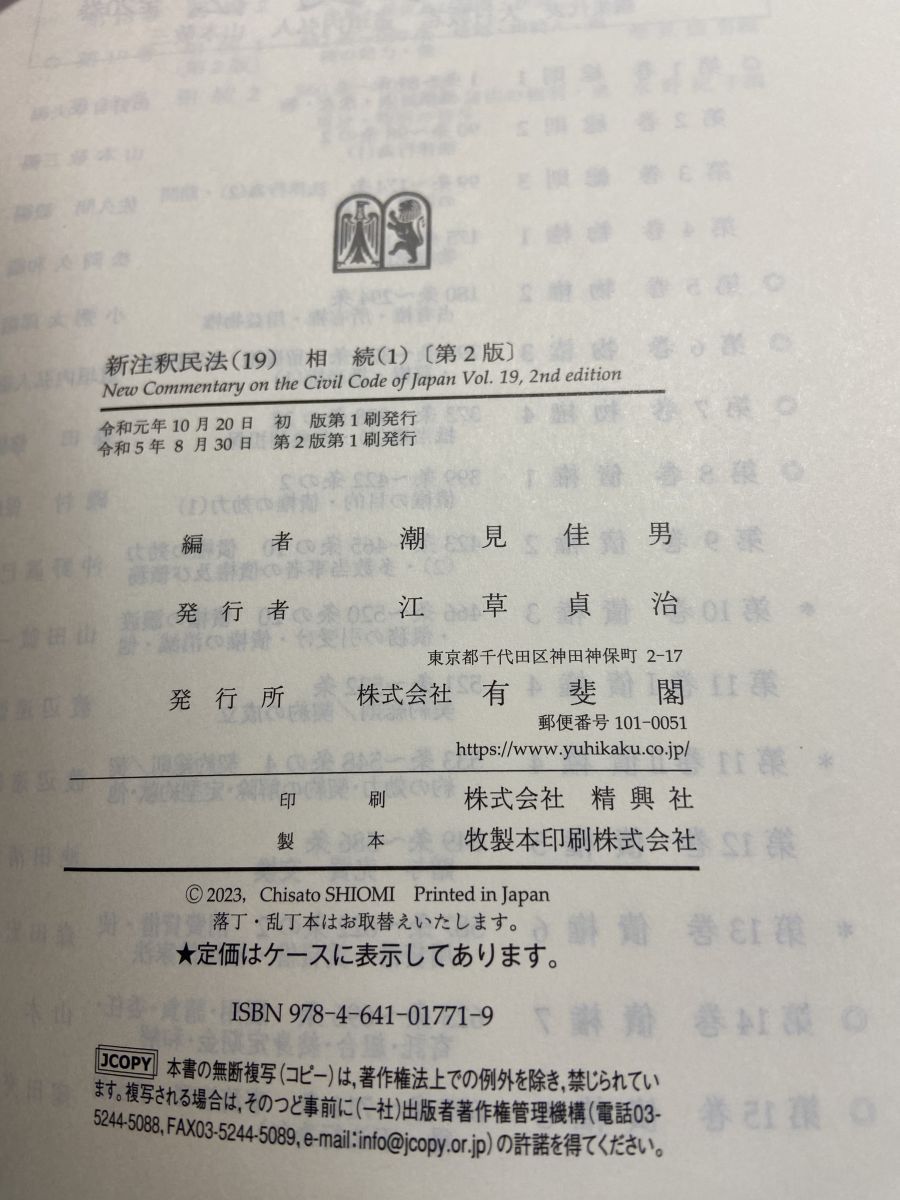 新注釈民法(19) 相 続(1)〔第2版〕
New Commentary on the Civil Code of Japan Vol. 19, 2nd edition
令和元年10月20日 初 版第1刷発行
令和5年 8月30日 第2版第1刷発行
編 者 潮 見 佳 男
発 行 者 江 草 貞 治
東京都千代田区神田神保町 2-17
発 行 所 株式会社 有 斐 閣
郵便番号 101-0051
https://www.yuhikaku.co.jp/
印 刷 株式会社 精興社
製 本 牧製本印刷株式会社
© 2023, Chisato SHIOMI Printed in Japan
落丁・乱丁本はお取替えいたします。
★定価はケースに表示してあります。
ISBN 978-4-641-01771-9
JCOPY 本書の無断複写(コピー)は,著作権法上での例外を除き,禁じられてい
ます。複写される場合は,そのつど事前に(一社)出版者著作権管理機構(電話03-
5244-5088,FAX03-5244-5089,e-mail:info@jcopy.or.jp)の許諾を得てください。